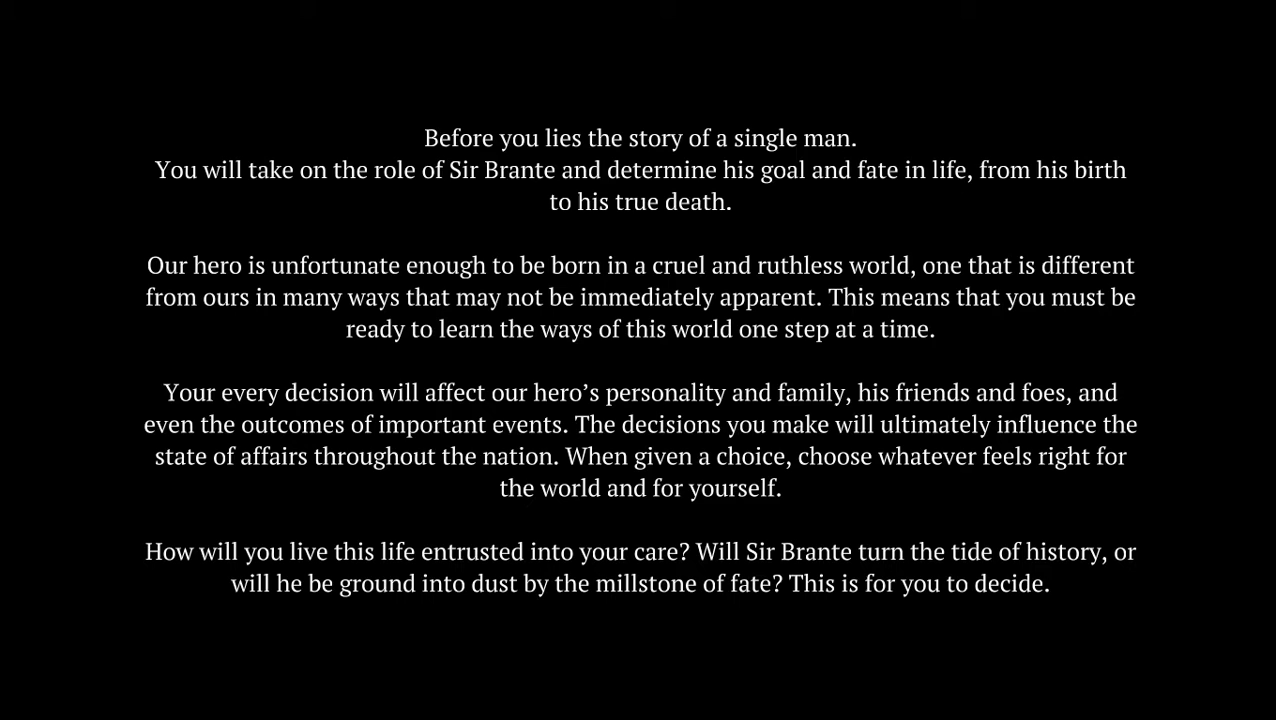 Before you lies the story of a single man.
You will take on the role of Sir Brante and determine his goal and fate in life, from his birth
to his true death.
Our hero is unfortunate enough to be born in a cruel and ruthless world, one that is different
from ours in many ways that may not be immediately apparent. This means that you must be
ready to learn the ways of this world one step at a time.
Your every decision will affect our hero’s personality and family, his friends and foes, and
even the outcomes of important events. The decisions you make will ultimately influence the
state of affairs throughout the nation. When given a choice, choose whatever feels right for
the world and for yourself.
How will you live this life entrusted into your care? Will Sir Brante turn the tide of history, or
will he be ground into dust by the millstone of fate? This is for you to decide.